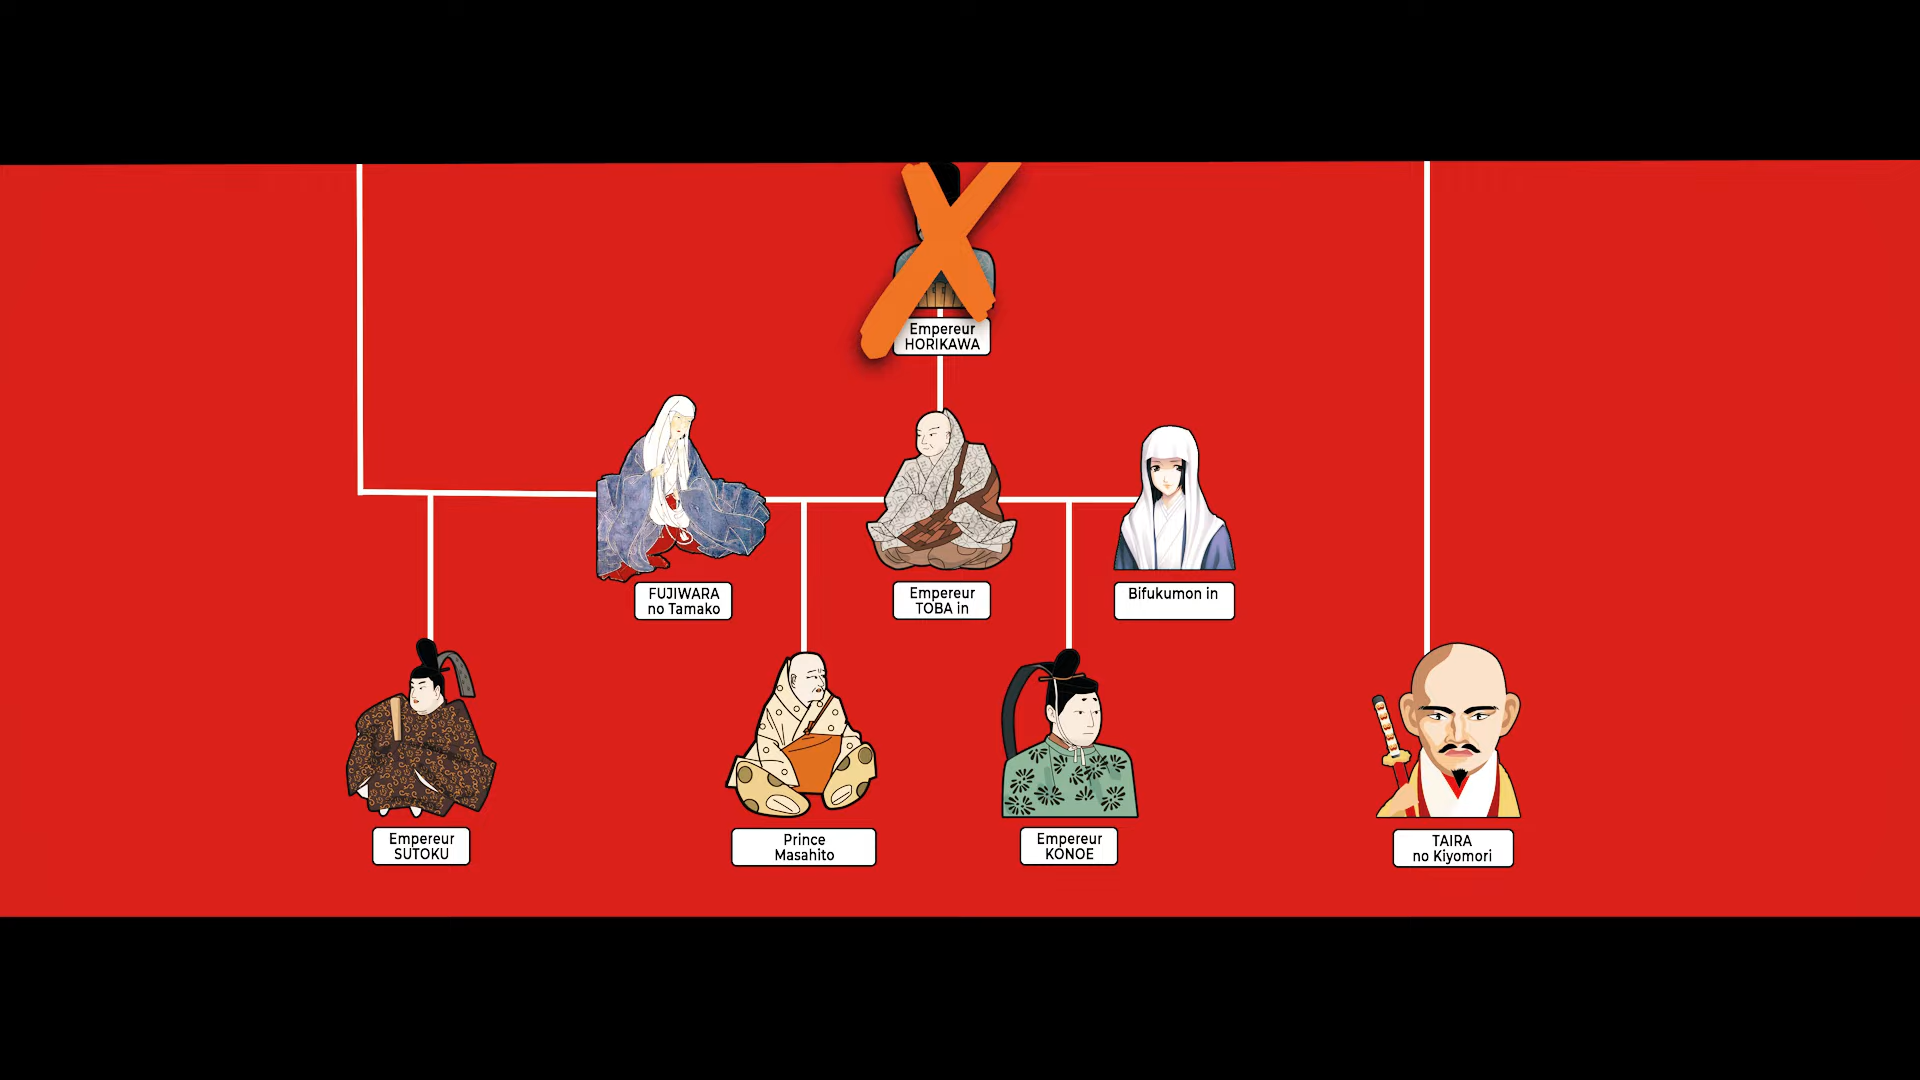 Empereur
HORIKAWA
FUJIWARA
no Tamako
Empereur
TOBA in
Bifukumon in
Empereur
SUTOKU
Prince
Masahito
Empereur
KONOE
TAIRA
no Kiyomori